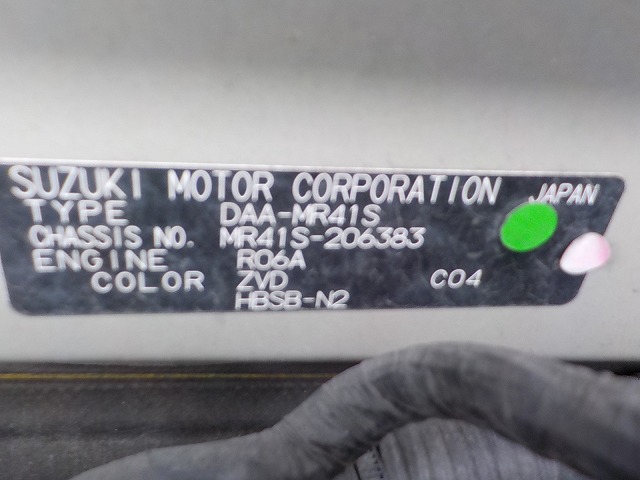 SUZUKI MOTOR CORPORATION JAPAN
TYPE DAA-MR41S
CHASSIS NO. MR41S-206383
ENGINE R06A
COLOR ZVD C04
HBSB-N2